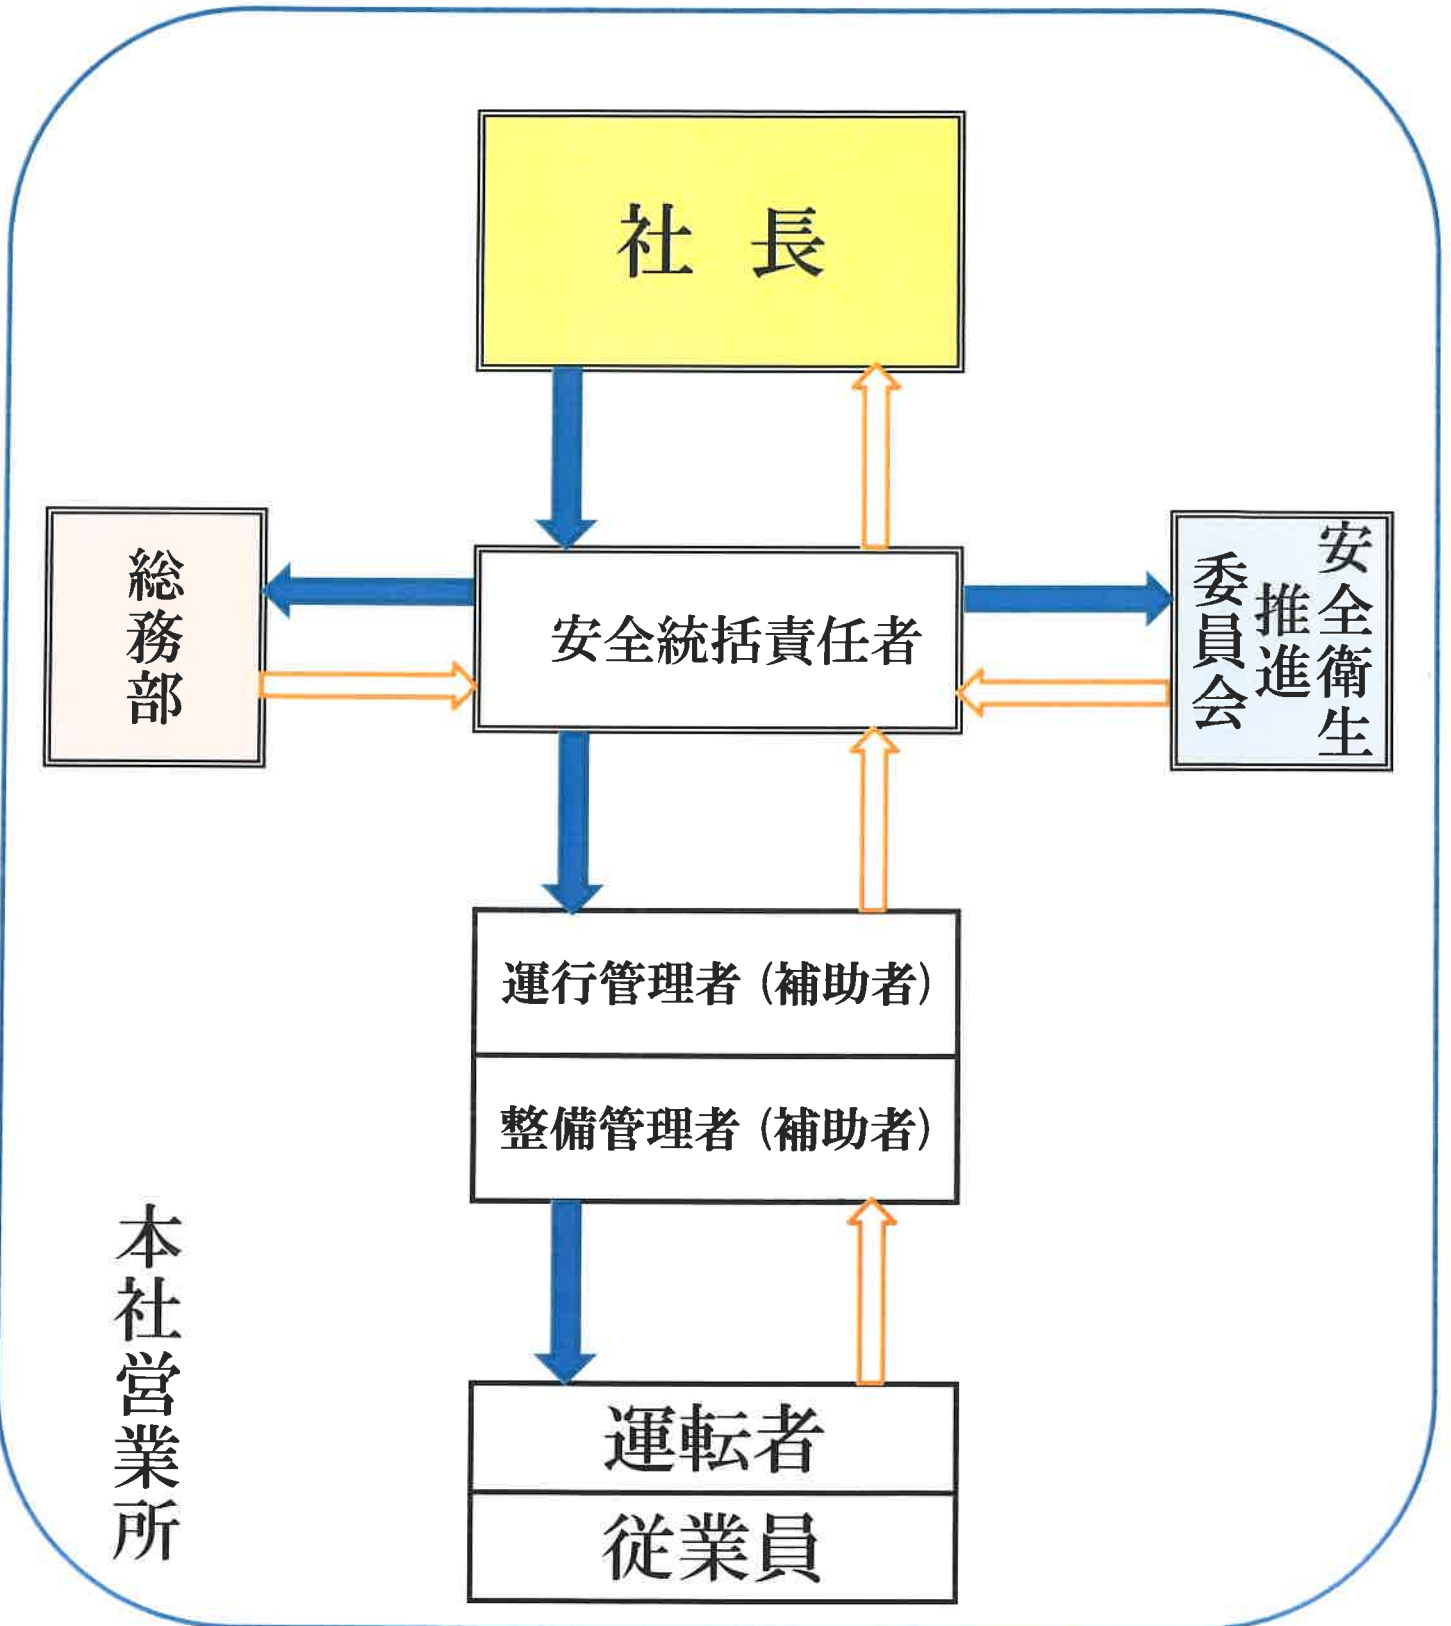 社 長
総務部
安全統括責任者
安全衛生
推進
委員会
運行管理者（補助者）
整備管理者（補助者）
運転者
従業員
本社営業所